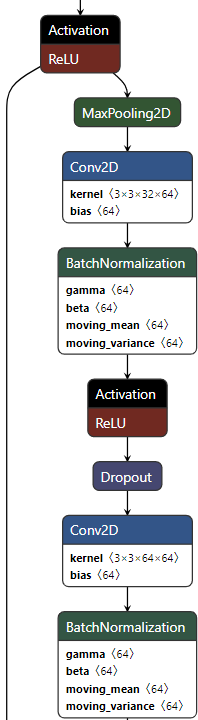 Activation
ReLU
MaxPooling2D
Conv2D
kernel 〈3×3×32×64〉
bias 〈64〉
BatchNormalization
gamma 〈64〉
beta 〈64〉
moving_mean 〈64〉
moving_variance 〈64〉
Activation
ReLU
Dropout
Conv2D
kernel 〈3×3×64×64〉
bias 〈64〉
BatchNormalization
gamma 〈64〉
beta 〈64〉
moving_mean 〈64〉
moving_variance 〈64〉